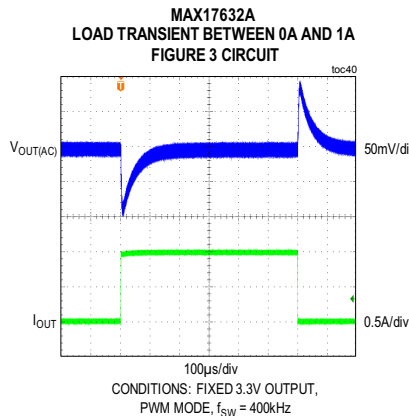 MAX17632A
LOAD TRANSIENT BETWEEN 0A AND 1A
FIGURE 3 CIRCUIT
toc40
VOUT(AC)
50mV/di
IOUT
0.5A/div
100μs/div
CONDITIONS: FIXED 3.3V OUTPUT,
PWM MODE, fSW = 400kHz